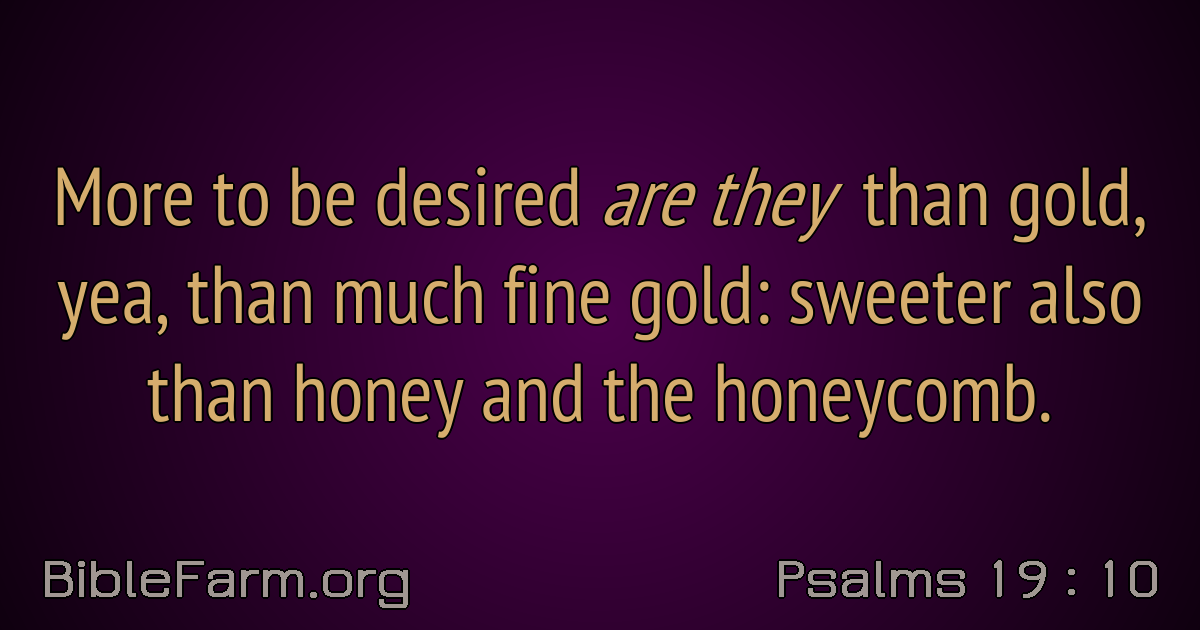 More to be desired are they than gold,
yea, than much fine gold: sweeter also
than honey and the honeycomb.
BibleFarm.org
Psalms 19 : 10